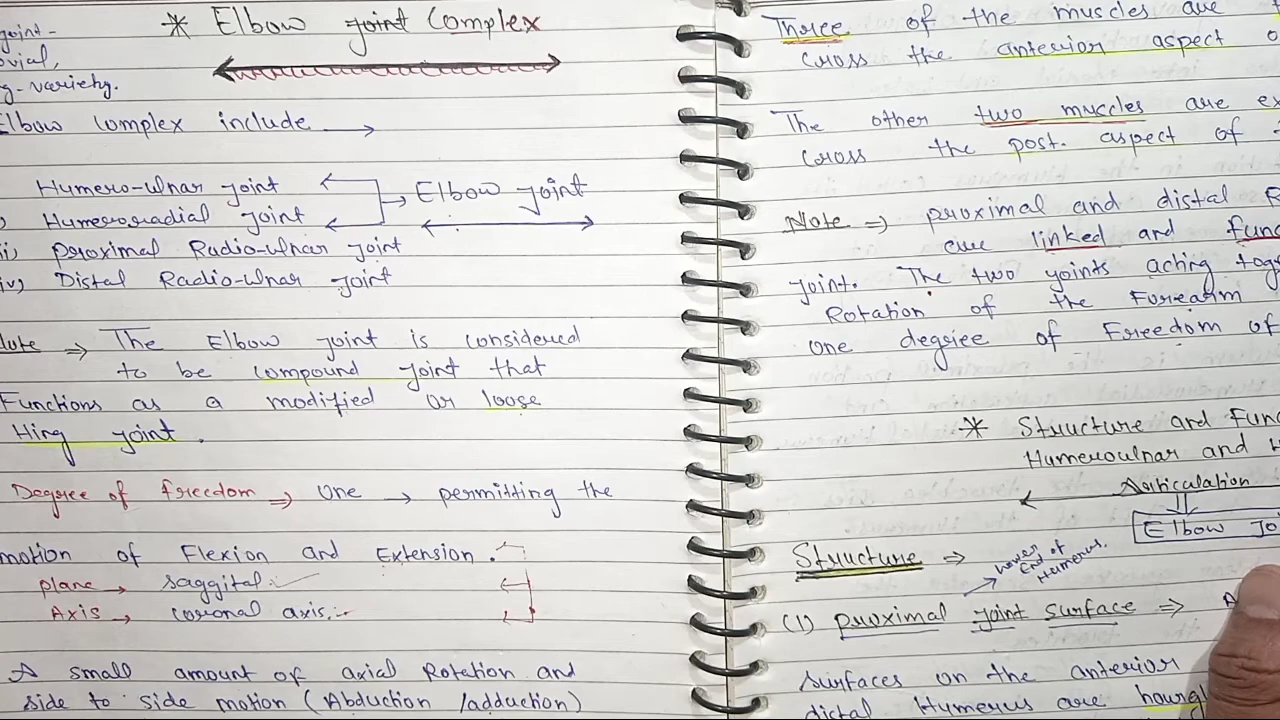 joint-
* Elbow joint Complex
ovial,
g-variety.
Elbow Complex include →
Humero-ulnar joint
→ Elbow joint
Humeroradial joint
ii) Proximal Radio-ulnar joint
iv) Distal Radio-ulnar joint
Note ⇒ The Elbow joint is considered
to be compound joint that
Functions as a modified or loose
Hing joint.
Degree of freedom ⇒ One → permitting the
motion of Flexion and Extension.
Plane → saggital.
Axis → coronal axis.
A small amount of axial Rotation and
side to side motion (Abduction /adduction)
Three of the muscles are
cross the anterior aspect
The other two muccles are
cross the post. aspect of
Note ⇒ proximal and distal
are linked and
joint. The two joints acting
Rotation of the Forearm
One degree of Freedom of
* Structure and
Humeroulnar and
Articulation
Elbow
Structure ⇒
lower
End of
Humerus.
(1) proximal joint surface ⇒
surfaces on the anterior
distal Humerus are